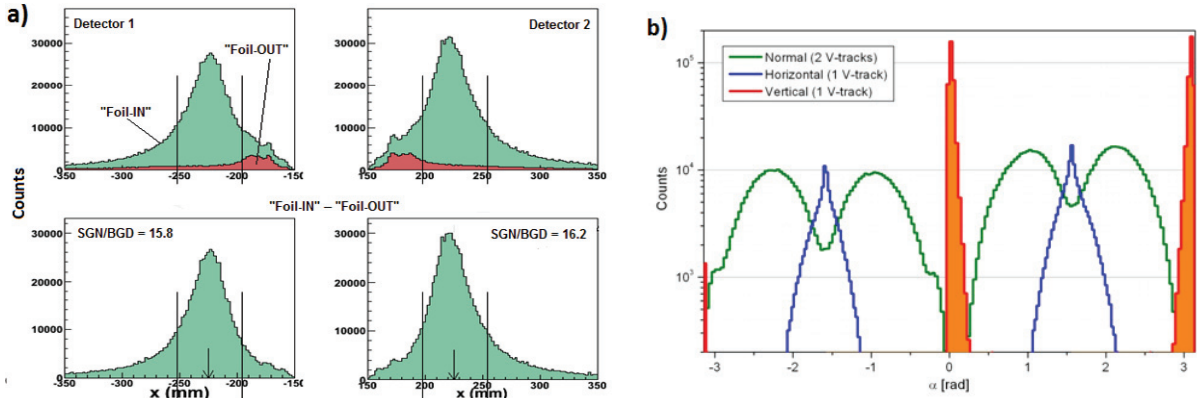 a)
Detector 1
"Foil-OUT"
"Foil-IN"
Detector 2
30000
20000
10000
0
-350 -300 -250 -200 -150
30000
20000
10000
0
150 200 250 300 350
Counts
"Foil-IN" – "Foil-OUT"
SGN/BGD = 15.8
SGN/BGD = 16.2
30000
20000
10000
0
-350 -300 -250 -200 -150
x (mm)
30000
20000
10000
0
150 200 250 300 350
x (mm)
b)
Normal (2 V-tracks)
Horizontal (1 V-track)
Vertical (1 V-track)
Counts
10⁵
10⁴
10³
-3 -2 -1 0 1 2 3
α [rad]